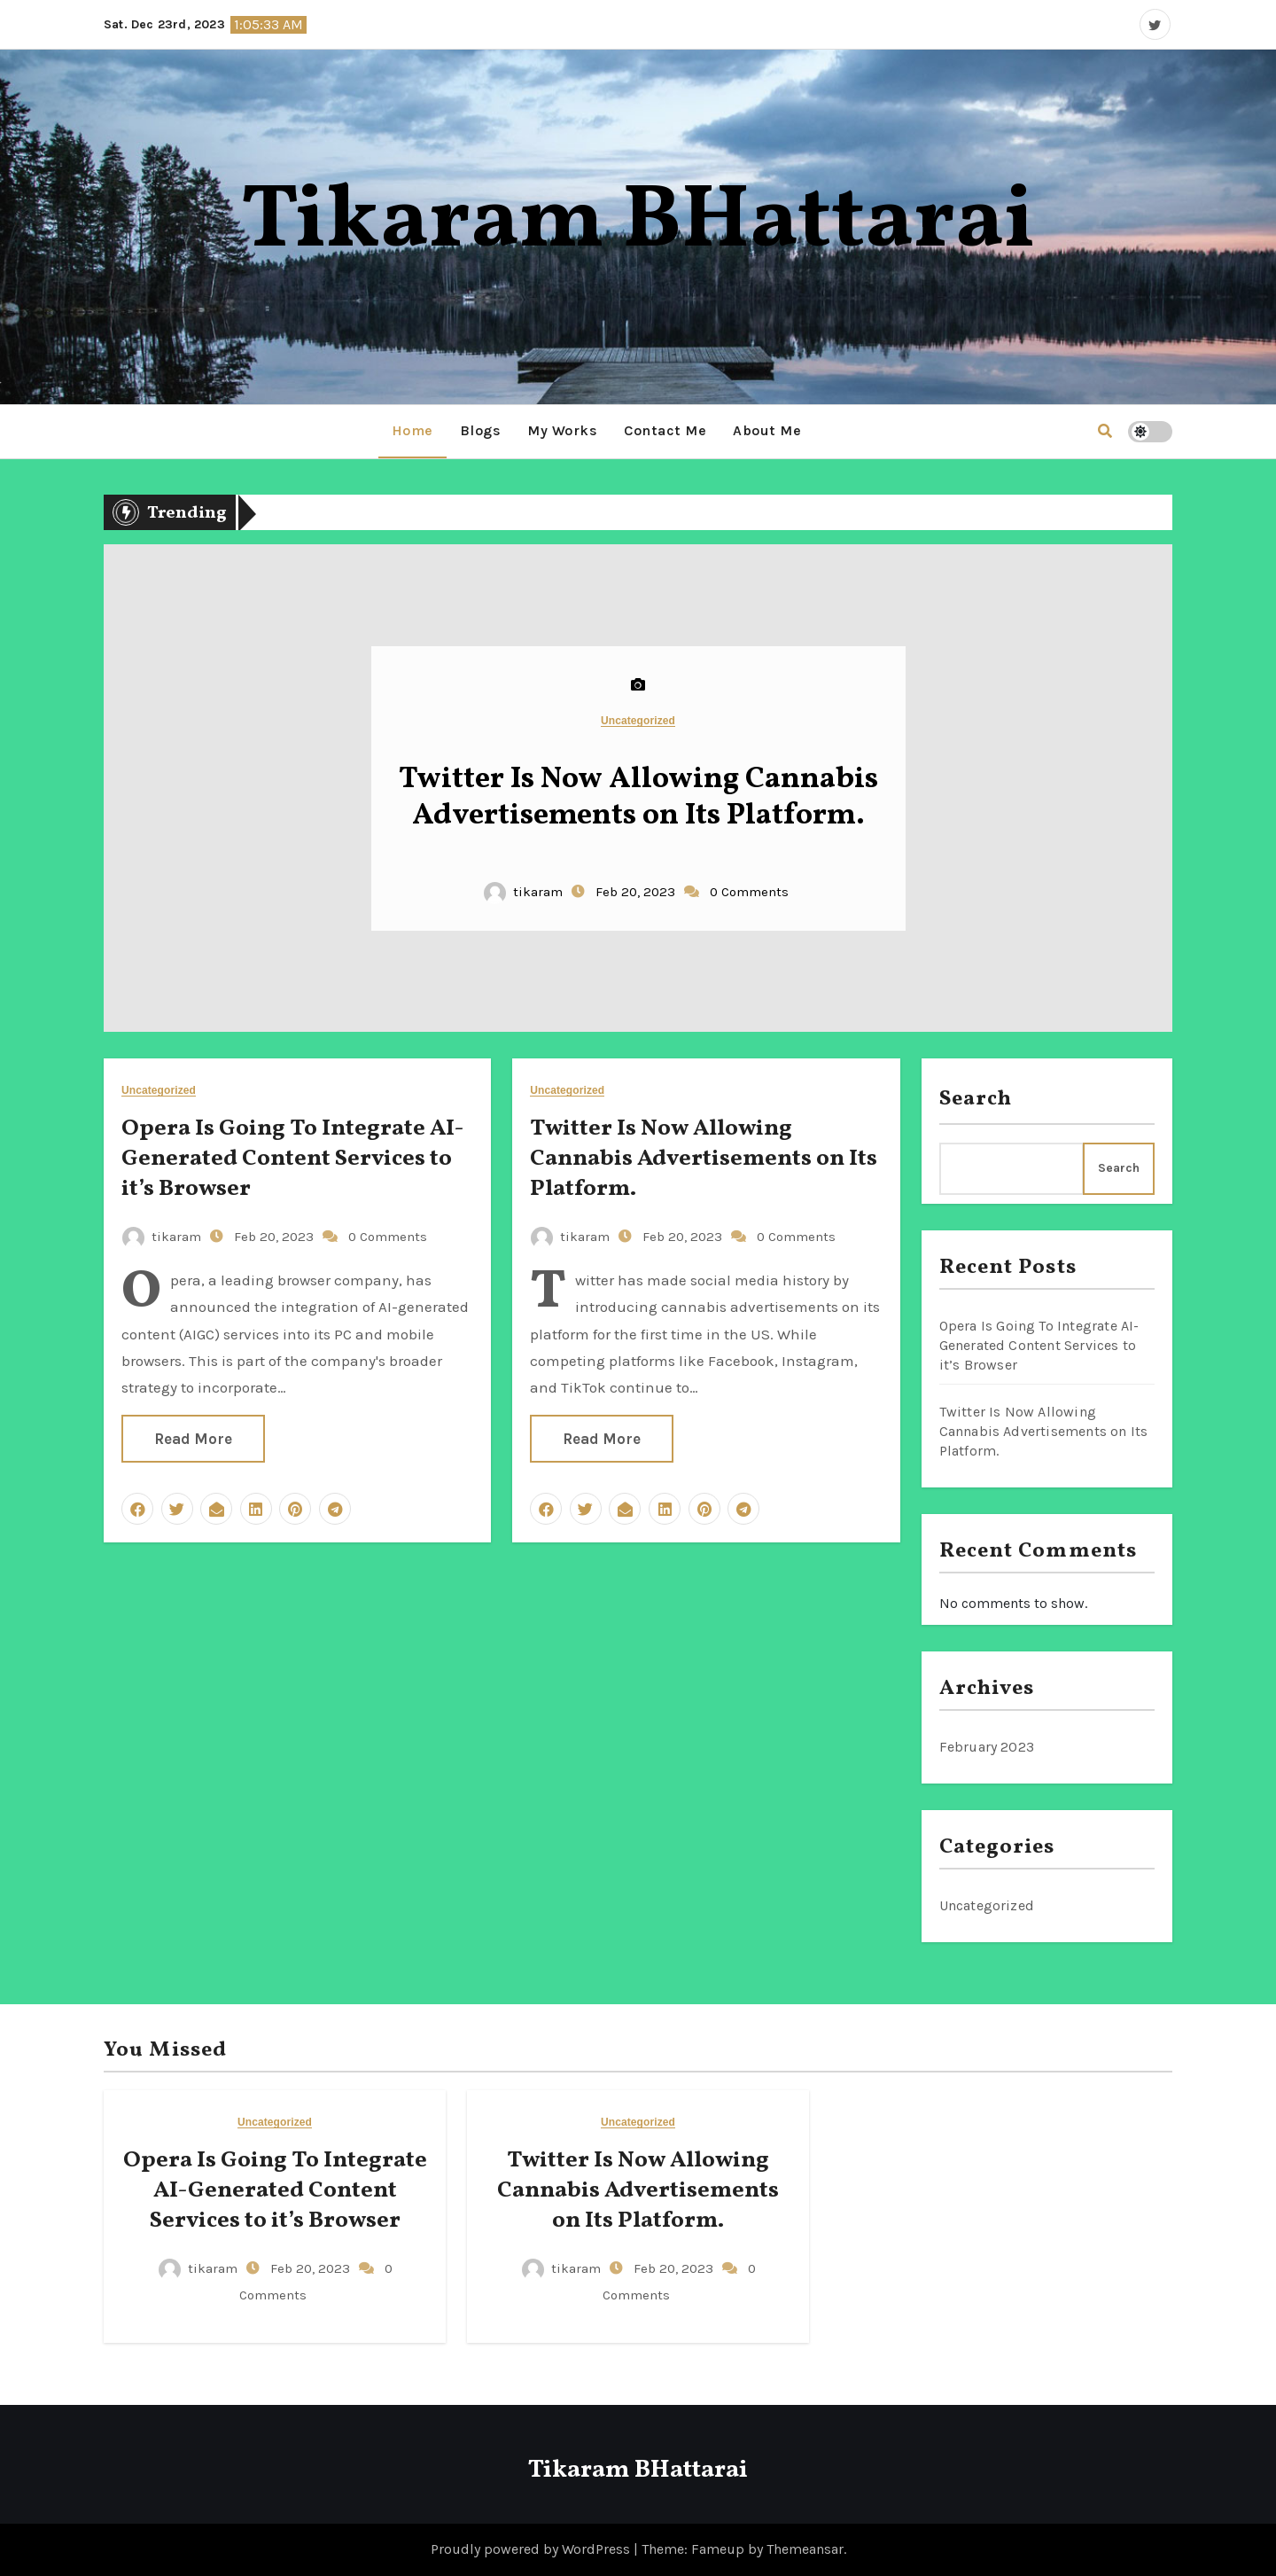 Sat. Dec 23rd, 2023 1:05:33 AM
Tikaram BHattarai
Home Blogs My Works Contact Me About Me
Trending
Uncategorized
Twitter Is Now Allowing Cannabis
Advertisements on Its Platform.
tikaram Feb 20, 2023 0 Comments
Uncategorized
Opera Is Going To Integrate AI-
Generated Content Services to
it’s Browser
tikaram Feb 20, 2023 0 Comments
Opera, a leading browser company, has
announced the integration of AI-generated
content (AIGC) services into its PC and mobile
browsers. This is part of the company's broader
strategy to incorporate…
Read More
Uncategorized
Twitter Is Now Allowing
Cannabis Advertisements on Its
Platform.
tikaram Feb 20, 2023 0 Comments
Twitter has made social media history by
introducing cannabis advertisements on its
platform for the first time in the US. While
competing platforms like Facebook, Instagram,
and TikTok continue to…
Read More
Search
Search
Recent Posts
Opera Is Going To Integrate AI-
Generated Content Services to
it’s Browser
Twitter Is Now Allowing
Cannabis Advertisements on Its
Platform.
Recent Comments
No comments to show.
Archives
February 2023
Categories
Uncategorized
You Missed
Uncategorized
Opera Is Going To Integrate
AI-Generated Content
Services to it’s Browser
tikaram Feb 20, 2023 0
Comments
Uncategorized
Twitter Is Now Allowing
Cannabis Advertisements
on Its Platform.
tikaram Feb 20, 2023 0
Comments
Tikaram BHattarai
Proudly powered by WordPress | Theme: Fameup by Themeansar.